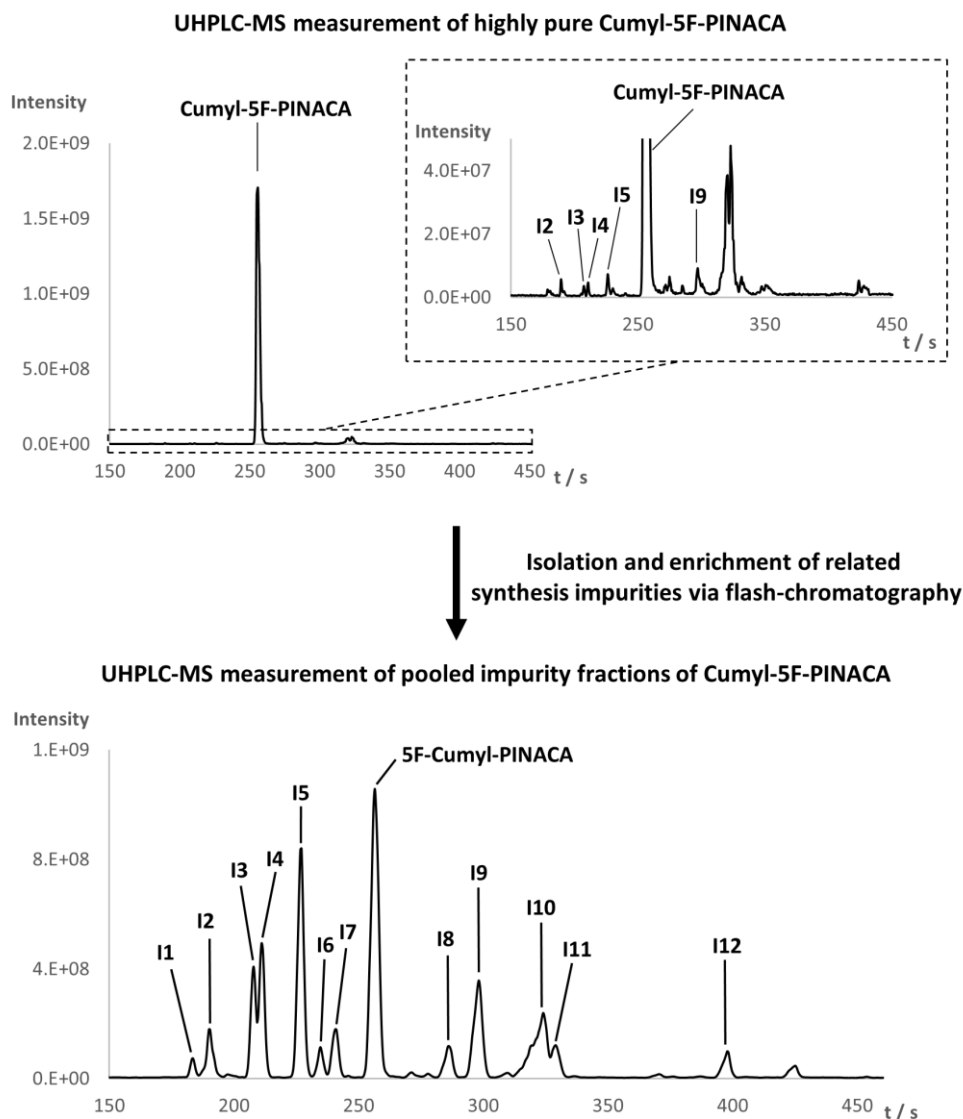 UHPLC-MS measurement of highly pure Cumyl-5F-PINACA
Intensity
Cumyl-5F-PINACA
2.0E+09
1.5E+09
1.0E+09
5.0E+08
0.0E+00
150 200 250 300 350 400 450
t / s
Cumyl-5F-PINACA
Intensity
4.0E+07
2.0E+07
0.0E+00
I2 I3 I4 I5 I9
150 250 350 450
t / s
Isolation and enrichment of related
synthesis impurities via flash-chromatography
UHPLC-MS measurement of pooled impurity fractions of Cumyl-5F-PINACA
Intensity
1.E+09
8.E+08
4.E+08
0.E+00
5F-Cumyl-PINACA
I1 I2 I3 I4 I5 I6 I7 I8 I9 I10 I11 I12
150 200 250 300 350 400 450
t / s